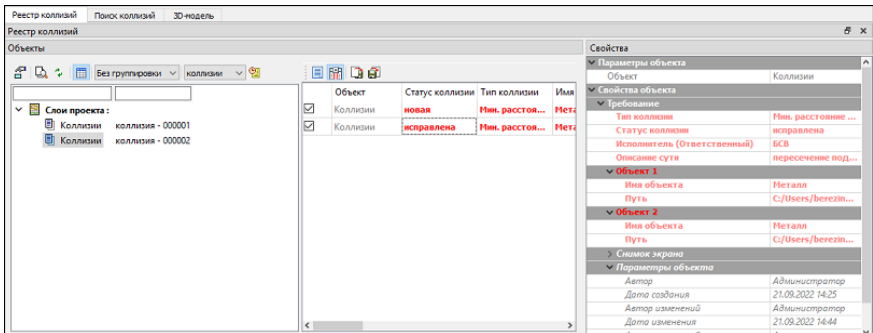 Реестр коллизий Поиск коллизий 3D-модель
Реестр коллизий
Объекты
Без группировки коллизии
Слои проекта :
Коллизии коллизия - 000001
Коллизии коллизия - 000002
Объект Статус коллизии Тип коллизии Имя
Коллизии новая Мин. расстоя... Мета
Коллизии исправлена Мин. расстоя... Мета
Свойства
Параметры объекта
Объект Коллизии
Свойства объекта
Требование
Тип коллизии Мин. расстояние ...
Статус коллизии исправлена
Исполнитель (Ответственный) БСВ
Описание сути пересечение под...
Объект 1
Имя объекта Металл
Путь C:/Users/berezin...
Объект 2
Имя объекта Металл
Путь C:/Users/berezin...
Снимок экрана
Параметры объекта
Автор Администратор
Дата создания 21.09.2022 14:25
Автор изменений Администратор
Дата изменения 21.09.2022 14:44